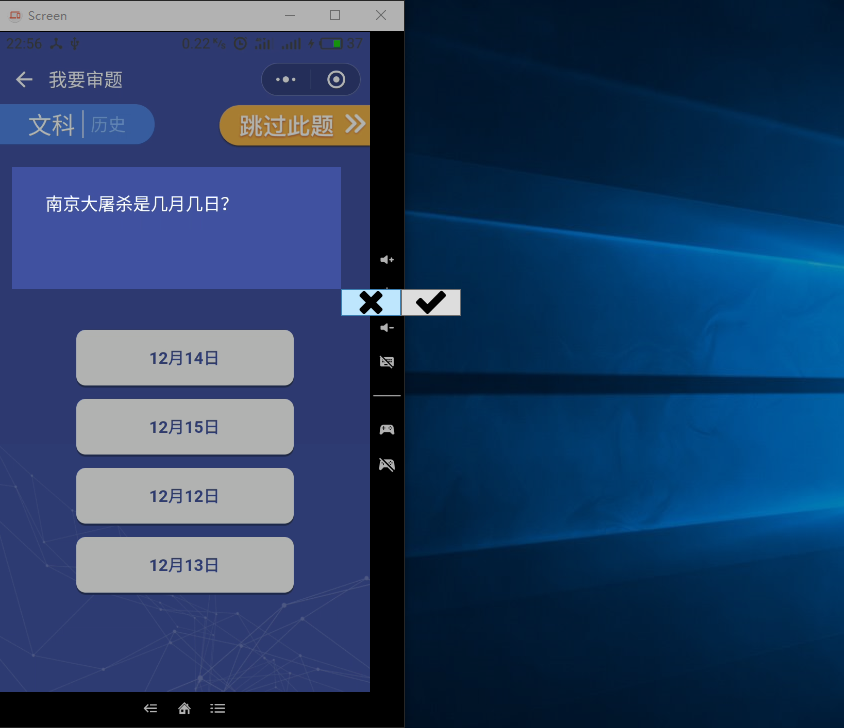 Screen
22:56
0.22ᴷ/s
37
我要审题
文科 历史
跳过此题
南京大屠杀是几月几日?
12月14日
12月15日
12月12日
12月13日